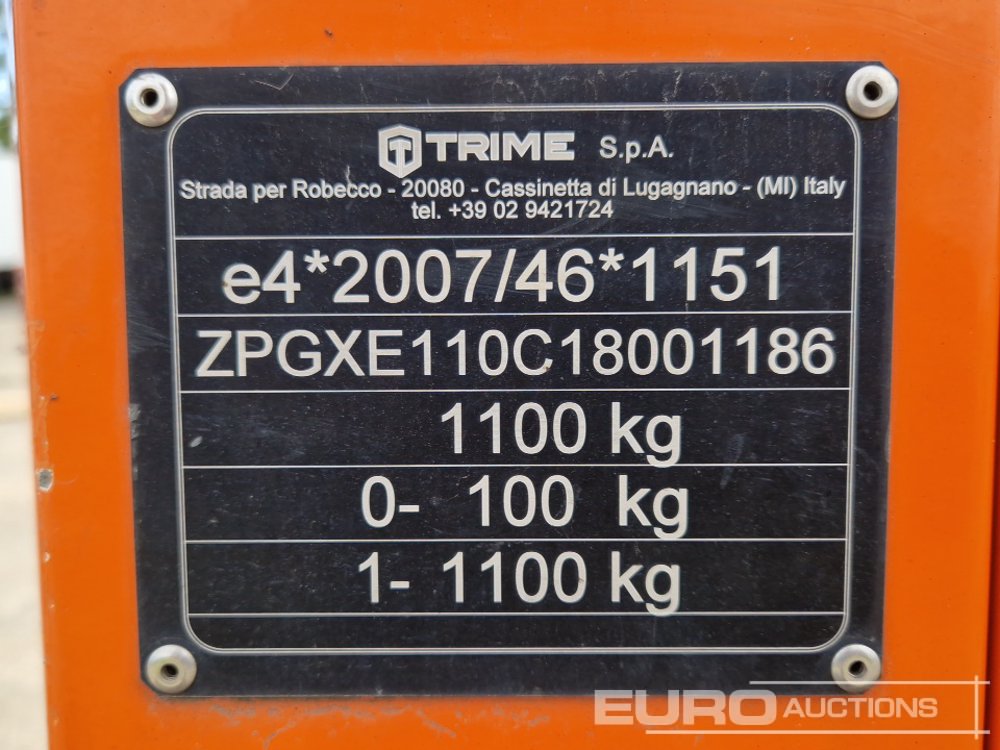 TRIME S.p.A.
Strada per Robecco - 20080 - Cassinetta di Lugagnano - (MI) Italy
tel. +39 02 9421724
e4*2007/46*1151
ZPGXE110C18001186
1100 kg
0- 100 kg
1- 1100 kg
EURO AUCTIONS